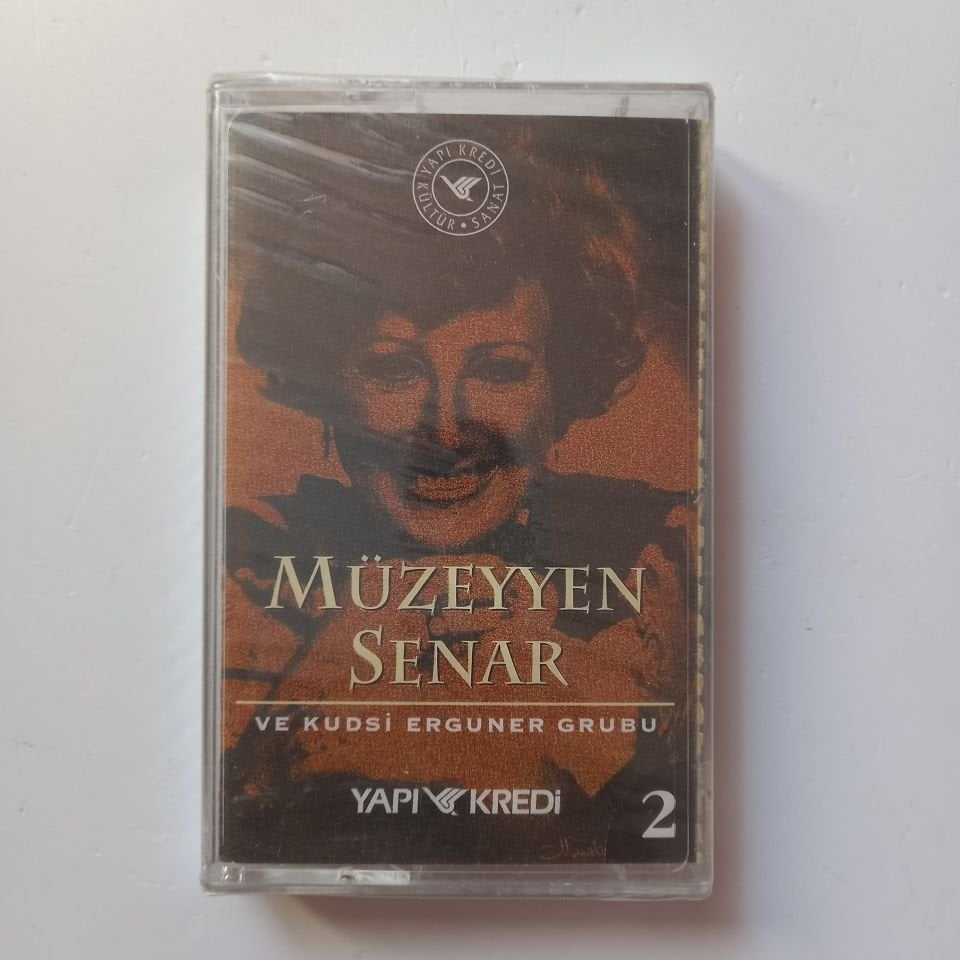 YAPI KREDİ
KÜLTÜR • SANAT
MÜZEYYEN
SENAR
VE KUDSİ ERGUNER GRUBU
YAPI KREDİ
2